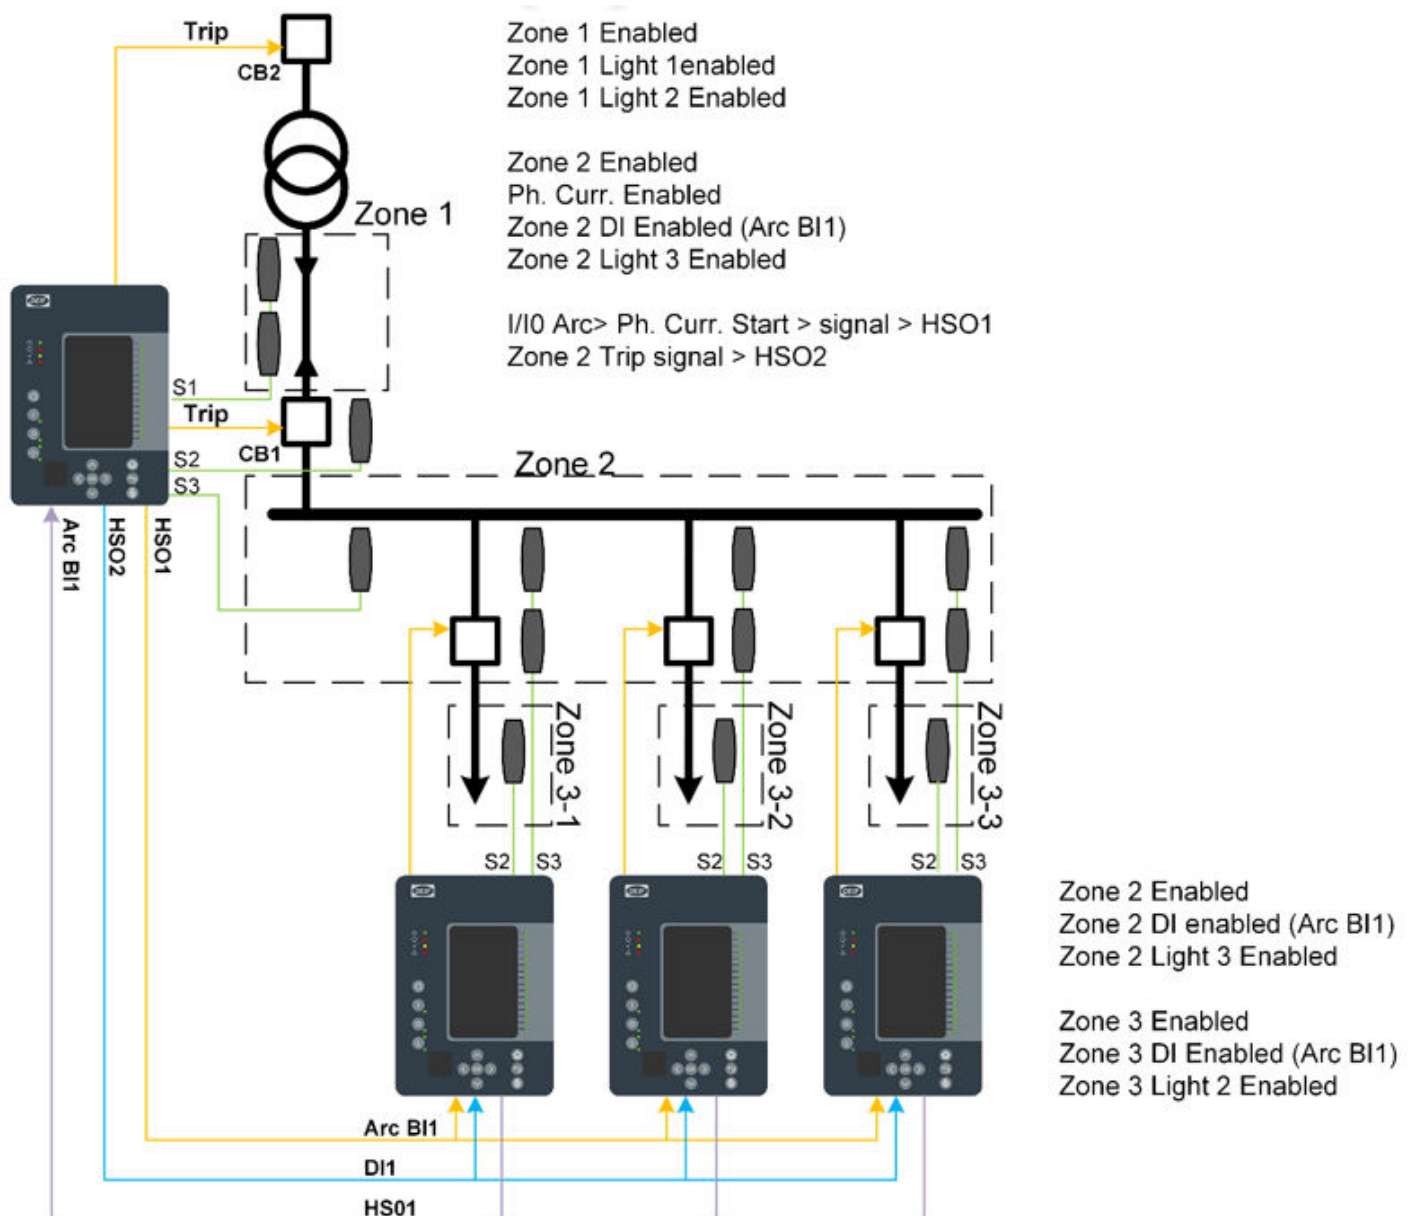 Trip
CB2
Zone 1 Enabled
Zone 1 Light 1enabled
Zone 1 Light 2 Enabled
Zone 2 Enabled
Ph. Curr. Enabled
Zone 2 DI Enabled (Arc BI1)
Zone 2 Light 3 Enabled
I/I0 Arc> Ph. Curr. Start > signal > HSO1
Zone 2 Trip signal > HSO2
Zone 1
S1
Trip
CB1
S2
S3
Zone 2
Arc BI1
HSO2
HSO1
Zone 3-1
Zone 3-2
Zone 3-3
S2 S3
S2 S3
S2 S3
DEIF
DEIF
DEIF
DEIF
Zone 2 Enabled
Zone 2 DI enabled (Arc BI1)
Zone 2 Light 3 Enabled
Zone 3 Enabled
Zone 3 DI Enabled (Arc BI1)
Zone 3 Light 2 Enabled
Arc BI1
DI1
HS01